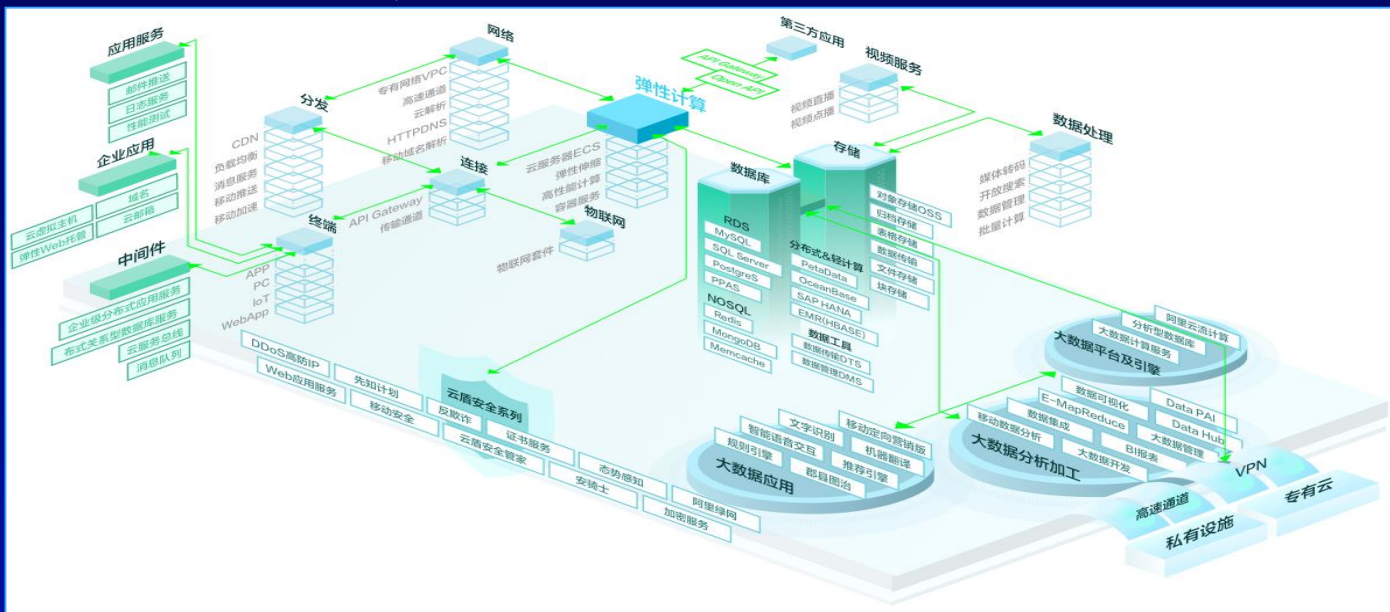 应用服务
邮件推送
日志服务
性能测试
企业应用
域名
云虚拟主机
云邮箱
弹性Web托管
中间件
企业级分布式应用服务
布式关系型数据库服务
云服务总线
消息队列
分发
CDN
负载均衡
消息服务
移动推送
移动加速
网络
专有网络VPC
高速通道
云解析
HTTPDNS
移动域名解析
终端
APP
PC
IoT
WebApp
连接
API Gateway
传输通道
物联网
物联网套件
弹性计算
云服务器ECS
弹性伸缩
高性能计算
容器服务
API Gateway
Open API
第三方应用
视频服务
视频直播
视频点播
数据处理
媒体转码
开放搜索
数据管理
批量计算
存储
对象存储OSS
归档存储
表格存储
数据传输
文件存储
块存储
数据库
RDS
MySQL
SQL Server
PostgreS
PPAS
NOSQL
Redis
MongoDB
Memcache
分布式&轻计算
PetaData
OceanBase
SAP HANA
EMR(HBASE)
数据工具
数据传输DTS
数据管理DMS
云盾安全系列
DDoS高防IP
先知计划
反欺诈
证书服务
态势感知
阿里绿网
Web应用服务
移动安全
云盾安全管家
安骑士
加密服务
大数据平台及引擎
阿里云流计算
分析型数据库
大数据计算服务
大数据分析加工
数据可视化
Data PAI
E-MapReduce
Data Hub
数据集成
大数据管理
移动数据分析
BI报表
大数据开发
大数据应用
移动定向营销版
文字识别
机器翻译
智能语音交互
推荐引擎
规则引擎
郡县图治
VPN
高速通道
专有云
私有设施